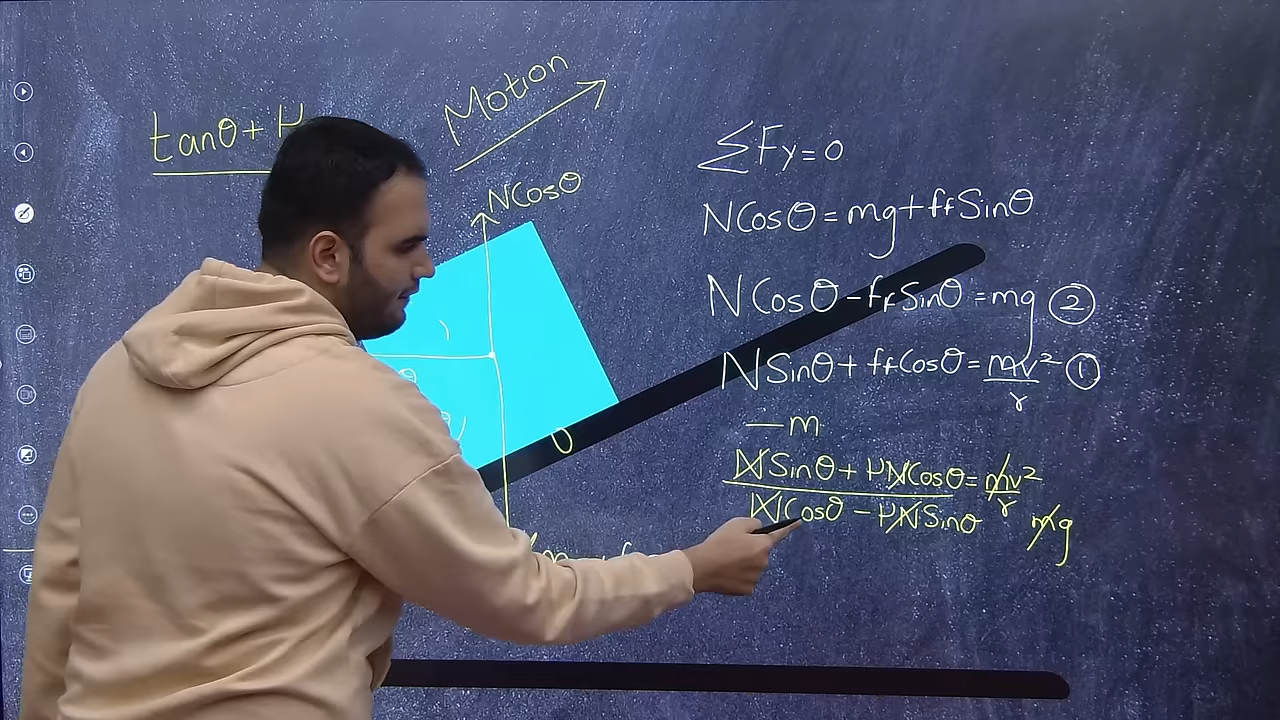 tanθ + μ
Motion
NCosθ
θ
ΣFy = 0
NCosθ = mg + ffSinθ
NCosθ - ffSinθ = mg ②
NSinθ + ffCosθ = mv²/r ①
— m
NSinθ + μNCosθ = mv²/r
NCosθ - μNSinθ mg